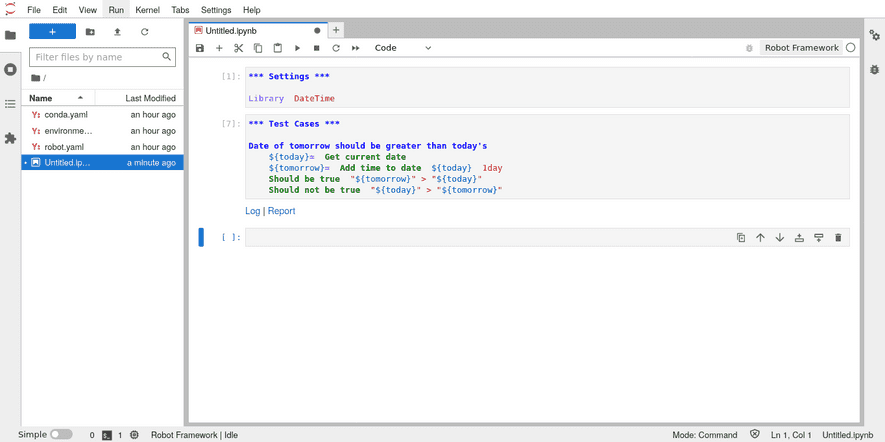 File Edit View Run Kernel Tabs Settings Help
Untitled.ipynb
Code
Robot Framework
Filter files by name
/
Name Last Modified
conda.yaml an hour ago
environme... an hour ago
robot.yaml an hour ago
Untitled.ip... a minute ago
[1]: *** Settings ***
Library DateTime
[7]: *** Test Cases ***
Date of tomorrow should be greater than today's
${today}= Get current date
${tomorrow}= Add time to date ${today} 1day
Should be true "${tomorrow}" > "${today}"
Should not be true "${today}" > "${tomorrow}"
Log | Report
[ ]:
Simple 0 1 Robot Framework | Idle Mode: Command Ln 1, Col 1 Untitled.ipynb